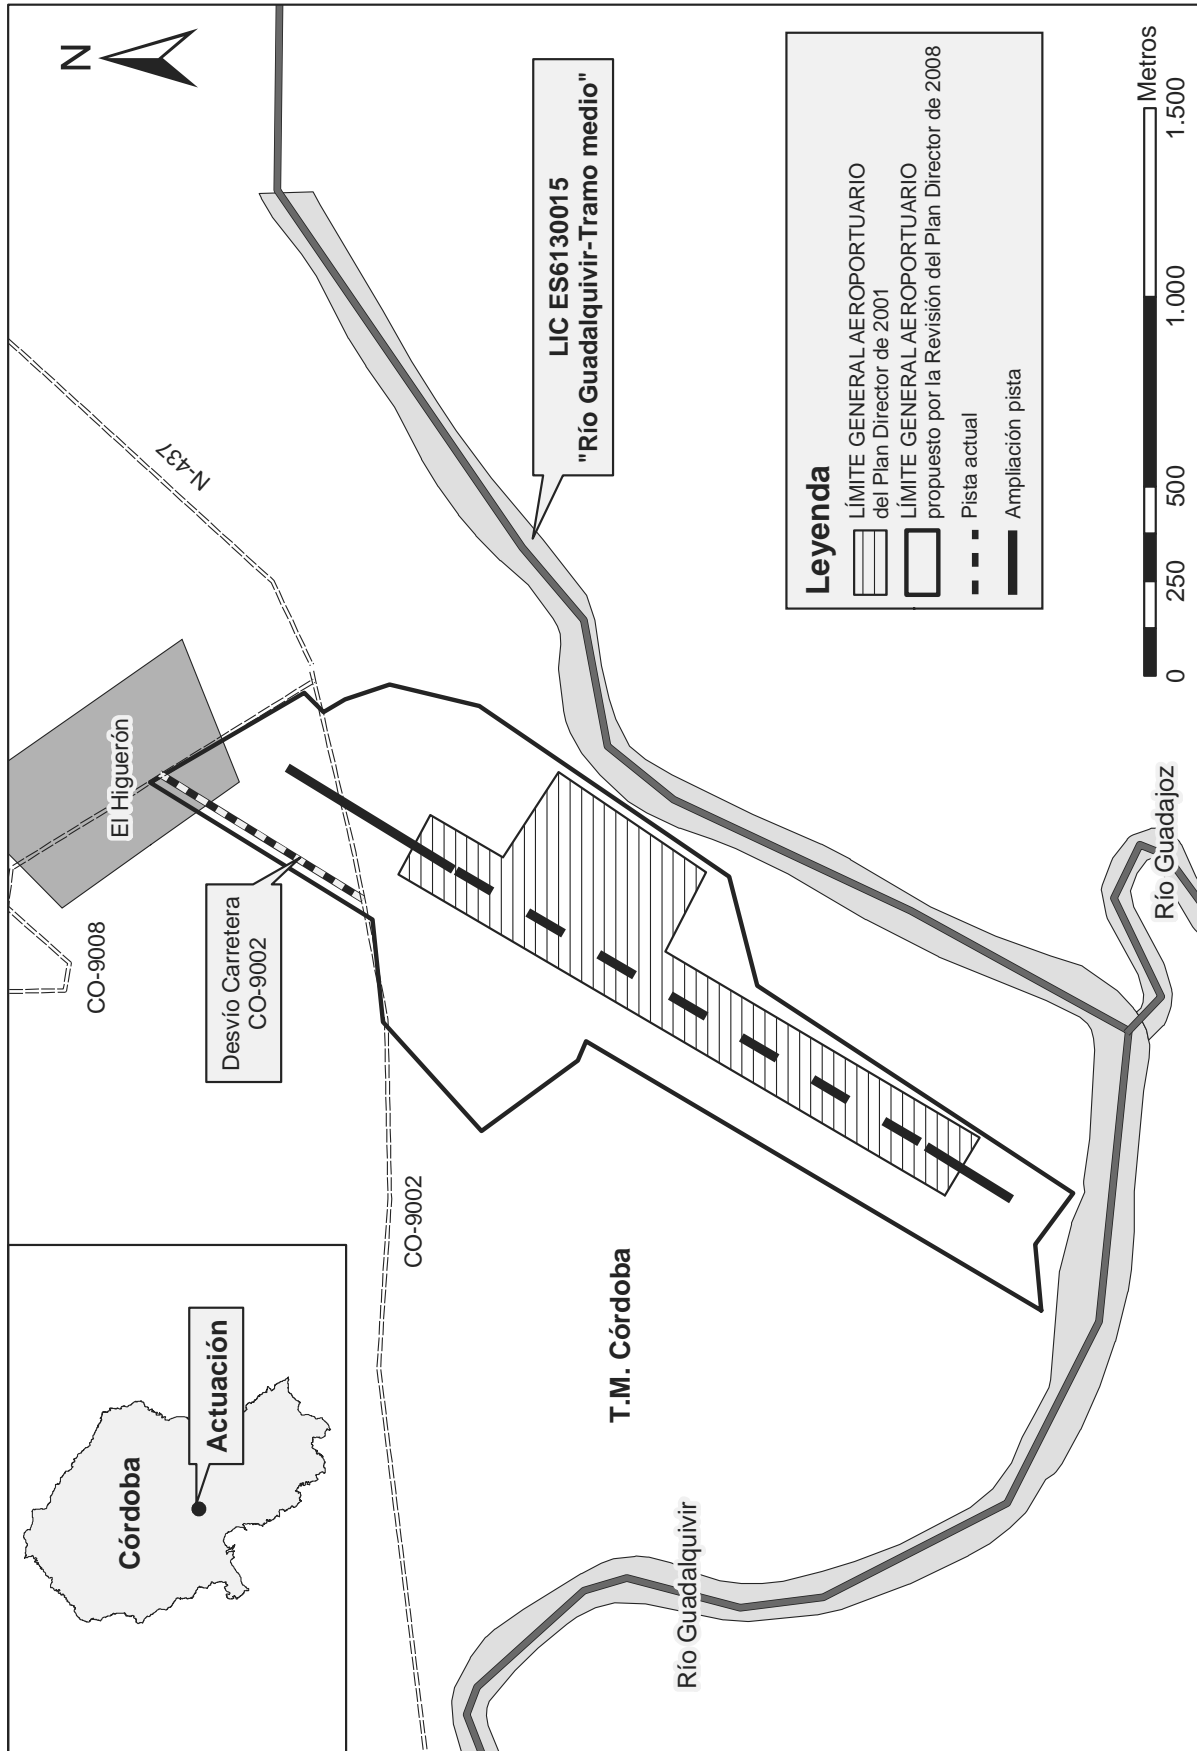 N
Córdoba
Actuación
CO-9008
El Higuerón
N-437
Desvío Carretera
CO-9002
CO-9002
LIC ES6130015
"Río Guadalquivir-Tramo medio"
T.M. Córdoba
Río Guadalquivir
Río Guadajoz
Leyenda
LÍMITE GENERAL AEROPORTUARIO
del Plan Director de 2001
LÍMITE GENERAL AEROPORTUARIO
propuesto por la Revisión del Plan Director de 2008
Pista actual
Ampliación pista
Metros
0 250 500 1.000 1.500